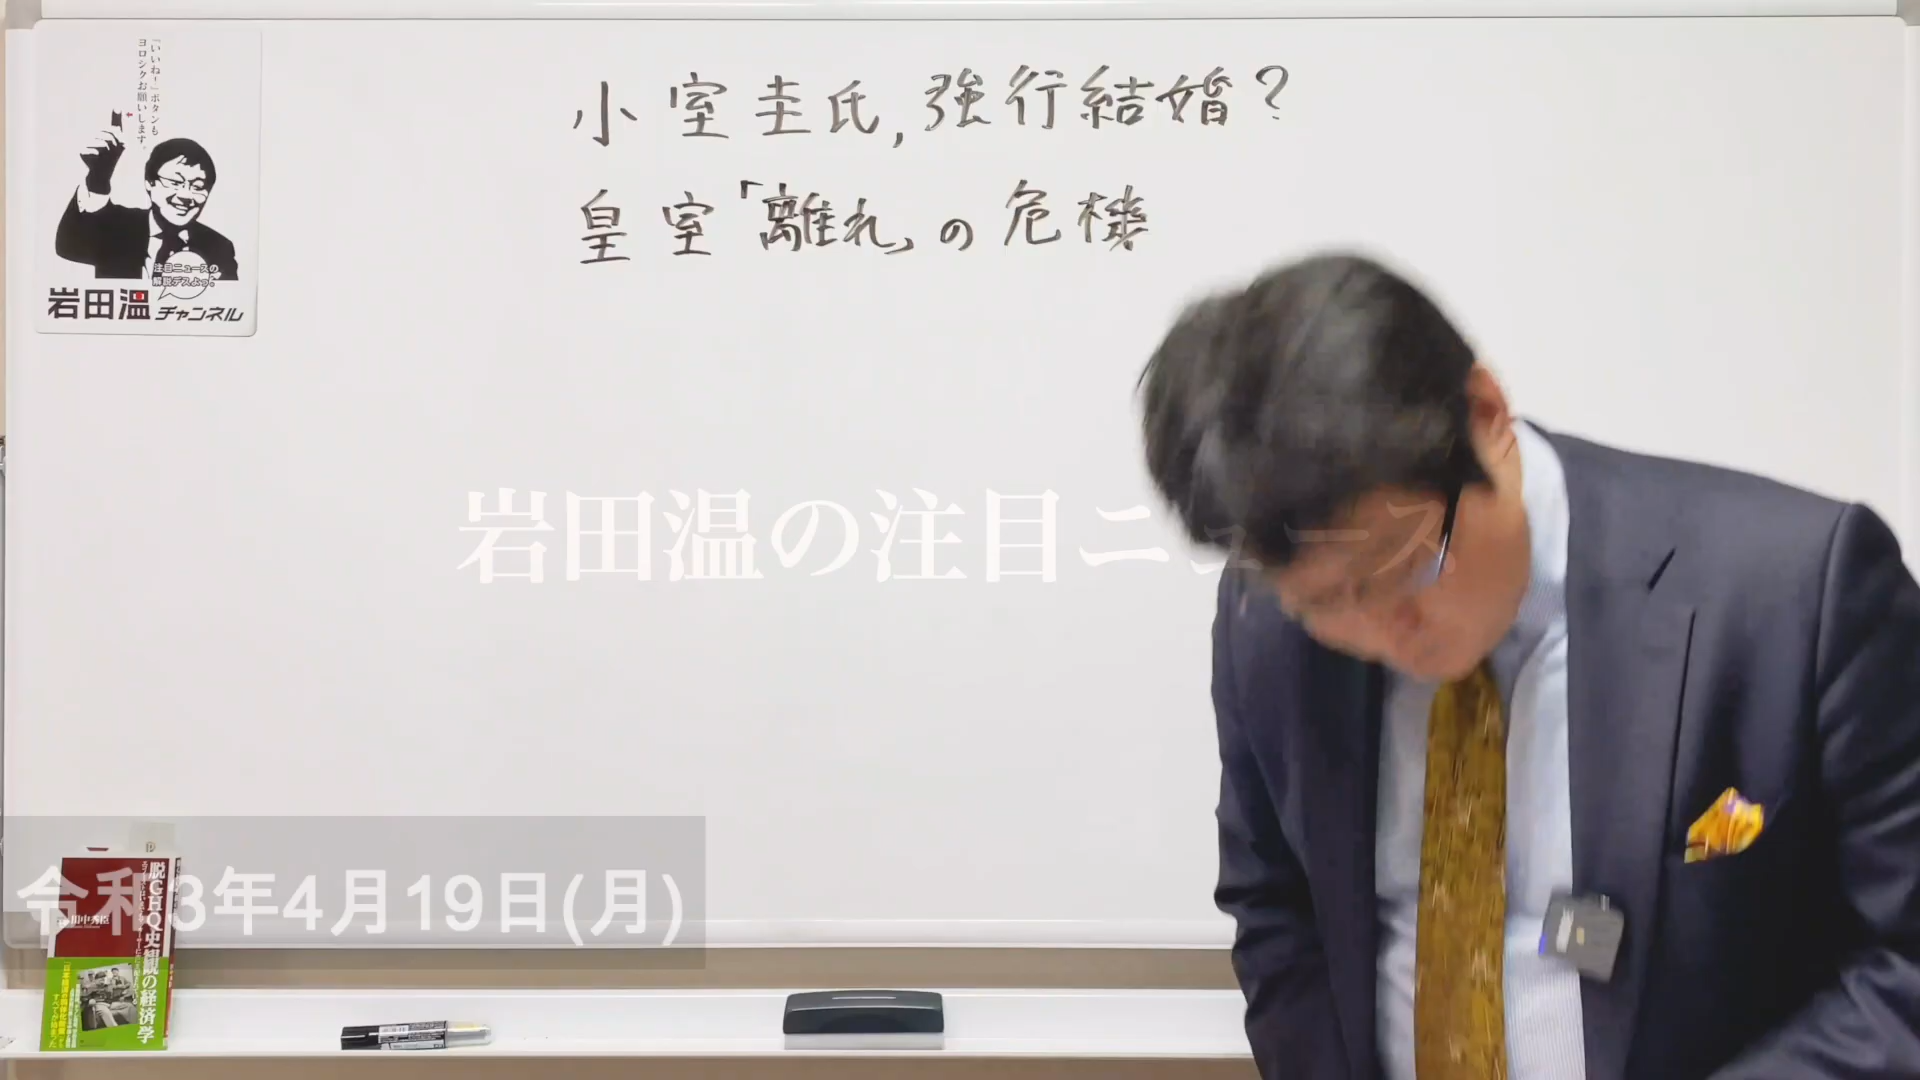 小室圭氏,強行結婚?
皇室「離れ」の危機
「いいね!」ボタンも
ヨロシクお願いします。
注目ニュースの
解説デスよっ。
岩田温チャンネル
岩田温の注目ニュース
令和3年4月19日(月)
脱GHQ史観の経済学
田中秀臣